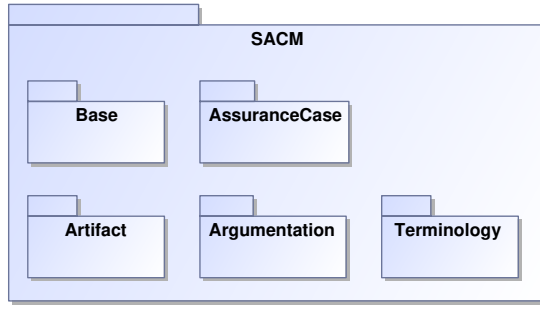 SACM
Base
AssuranceCase
Artifact
Argumentation
Terminology